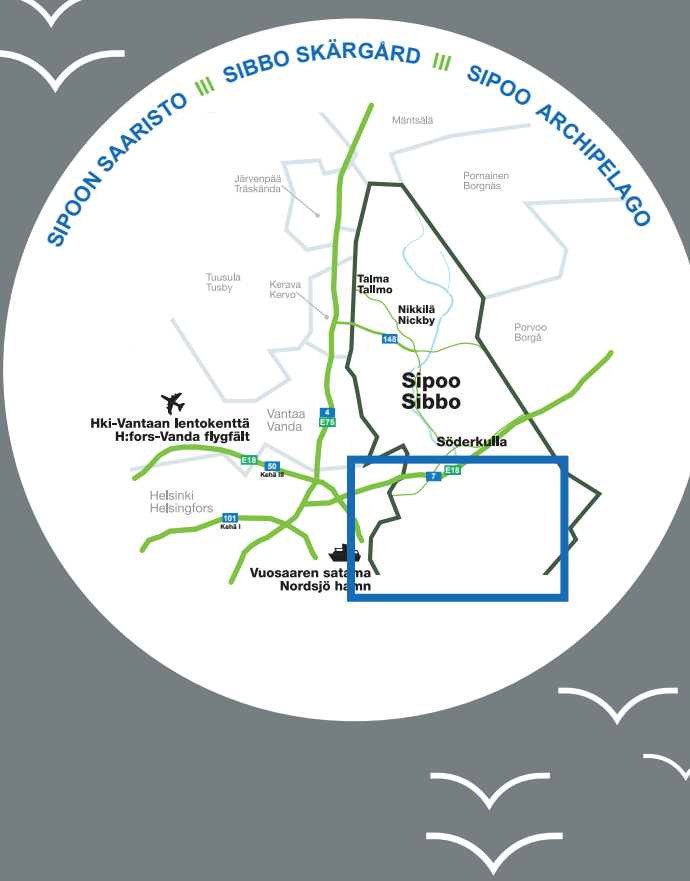 SIPOON SAARISTO III SIBBO SKÄRGÅRD III SIPOO ARCHIPELAGO
Mäntsälä
Järvenpää
Träskända
Pornainen
Borgnäs
Tuusula
Tusby
Kerava
Kervo
Talma
Tallmo
Nikkilä
Nickby
Porvoo
Borgå
148
Sipoo
Sibbo
Hki-Vantaan lentokenttä
H:fors-Vanda flygfält
Vantaa
Vanda
4
E75
Söderkulla
E18
50
Kehä III
7
E18
Helsinki
Helsingfors
101
Kehä I
Vuosaaren satama
Nordsjö hamn